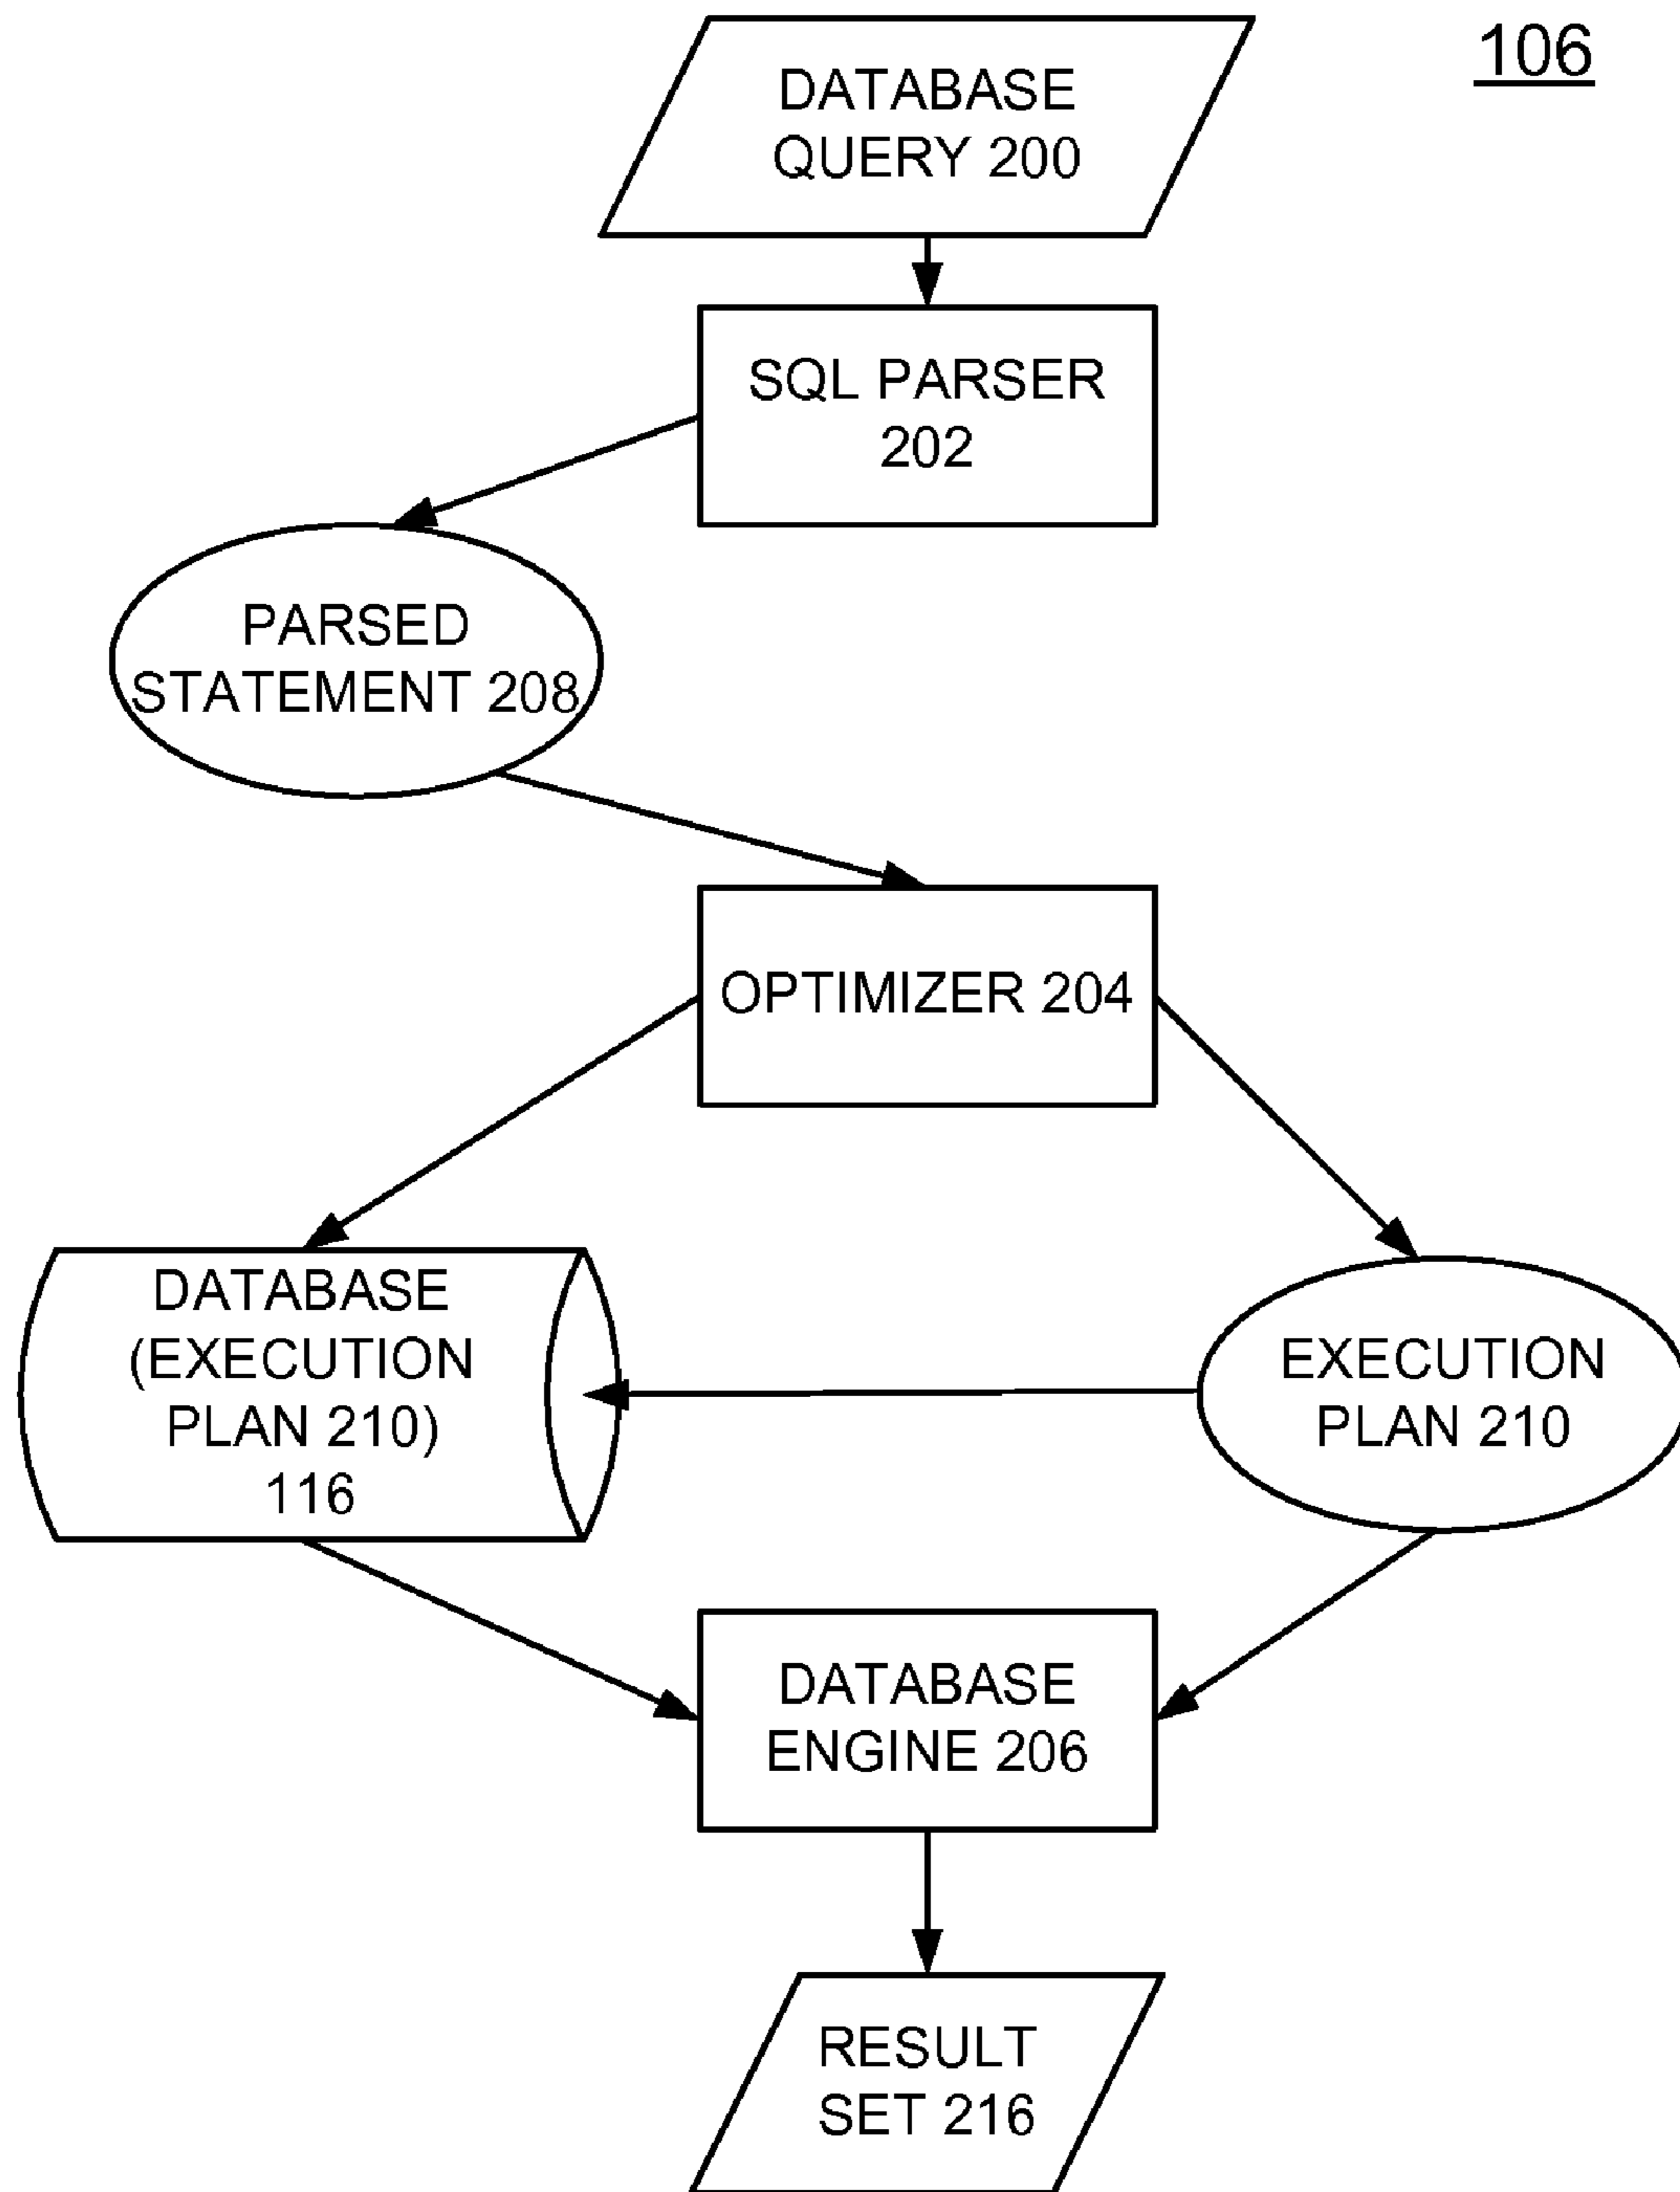 106
DATABASE
QUERY 200
SQL PARSER
202
PARSED
STATEMENT 208
OPTIMIZER 204
DATABASE
(EXECUTION
PLAN 210)
116
EXECUTION
PLAN 210
DATABASE
ENGINE 206
RESULT
SET 216